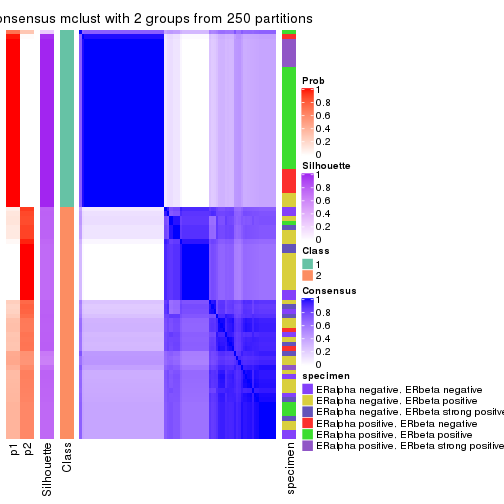 onsensus mclust with 2 groups from 250 partitions
Prob
1
0.8
0.6
0.4
0.2
0
Silhouette
1
0.8
0.6
0.4
0.2
0
Class
1
2
Consensus
1
0.8
0.6
0.4
0.2
0
specimen
ERalpha negative. ERbeta negative
ERalpha negative. ERbeta positive
ERalpha negative. ERbeta strong positive
ERalpha positive. ERbeta negative
ERalpha positive. ERbeta positive
ERalpha positive. ERbeta strong positive
p1
p2
Silhouette
Class
specimen